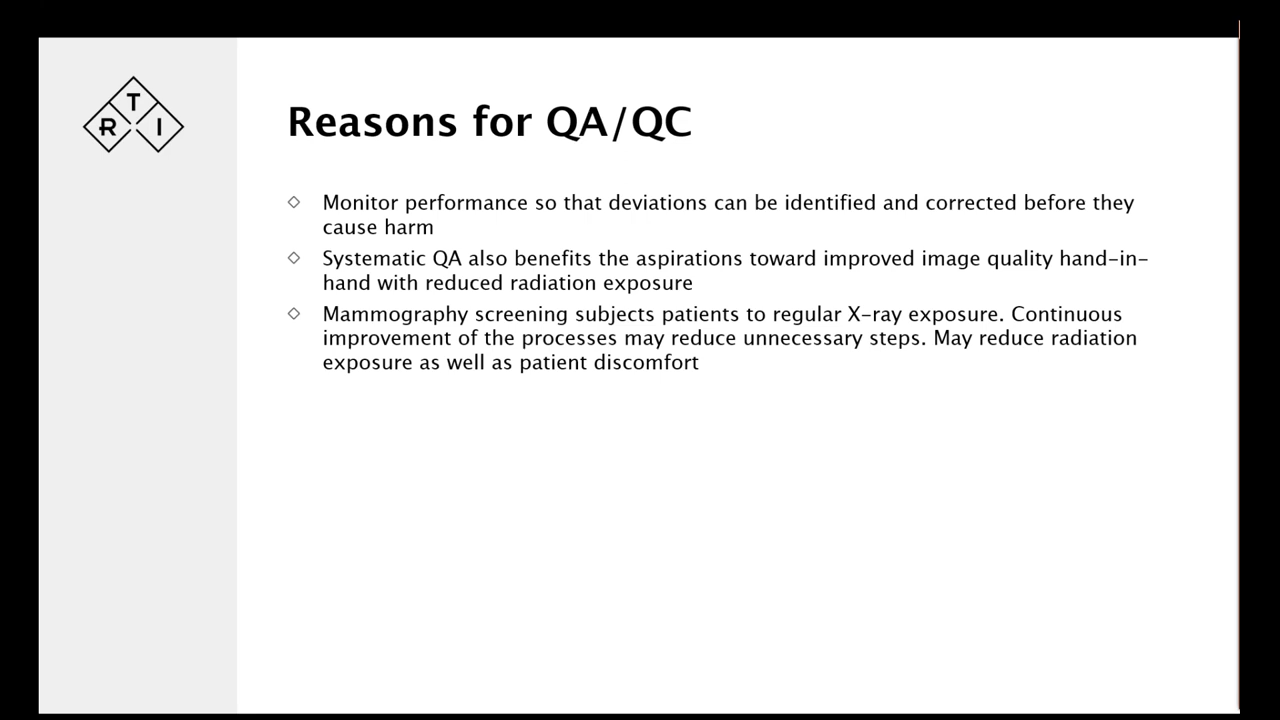 T
R I
Reasons for QA/QC
◇ Monitor performance so that deviations can be identified and corrected before they
cause harm
◇ Systematic QA also benefits the aspirations toward improved image quality hand-in-
hand with reduced radiation exposure
◇ Mammography screening subjects patients to regular X-ray exposure. Continuous
improvement of the processes may reduce unnecessary steps. May reduce radiation
exposure as well as patient discomfort